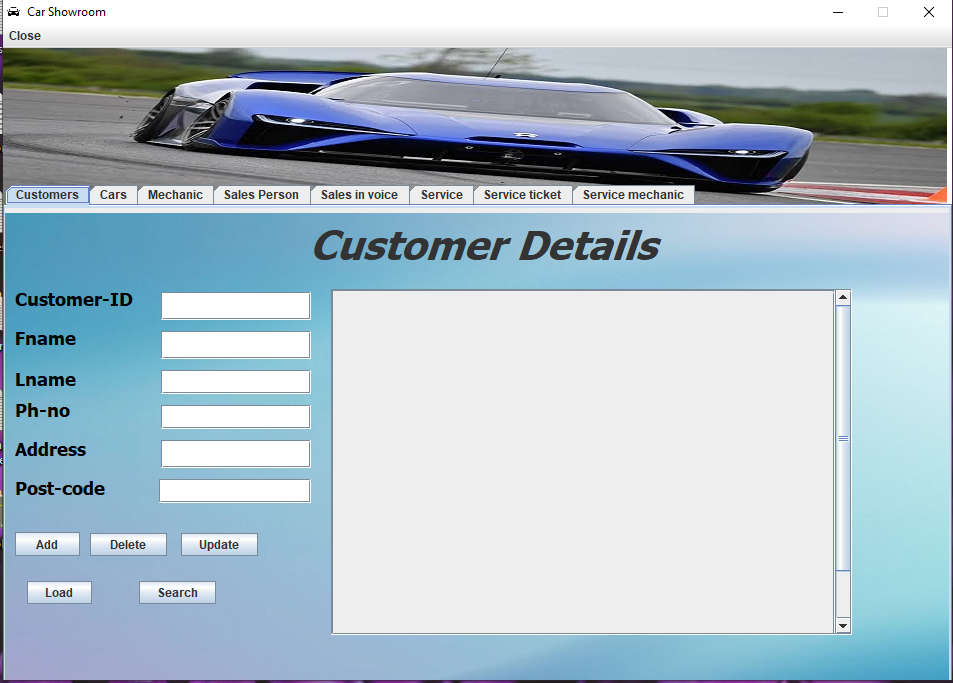 Car Showroom
Close
Customers Cars Mechanic Sales Person Sales in voice Service Service ticket Service mechanic
Customer Details
Customer-ID
Fname
Lname
Ph-no
Address
Post-code
Add Delete Update
Load Search